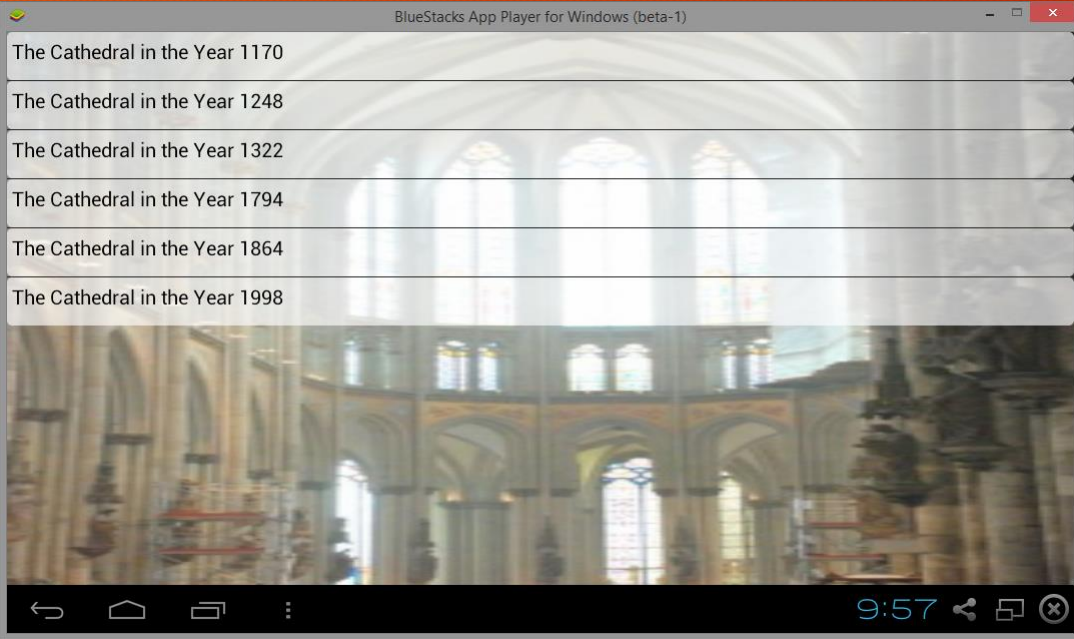 BlueStacks App Player for Windows (beta-1)
The Cathedral in the Year 1170
The Cathedral in the Year 1248
The Cathedral in the Year 1322
The Cathedral in the Year 1794
The Cathedral in the Year 1864
The Cathedral in the Year 1998
9:57